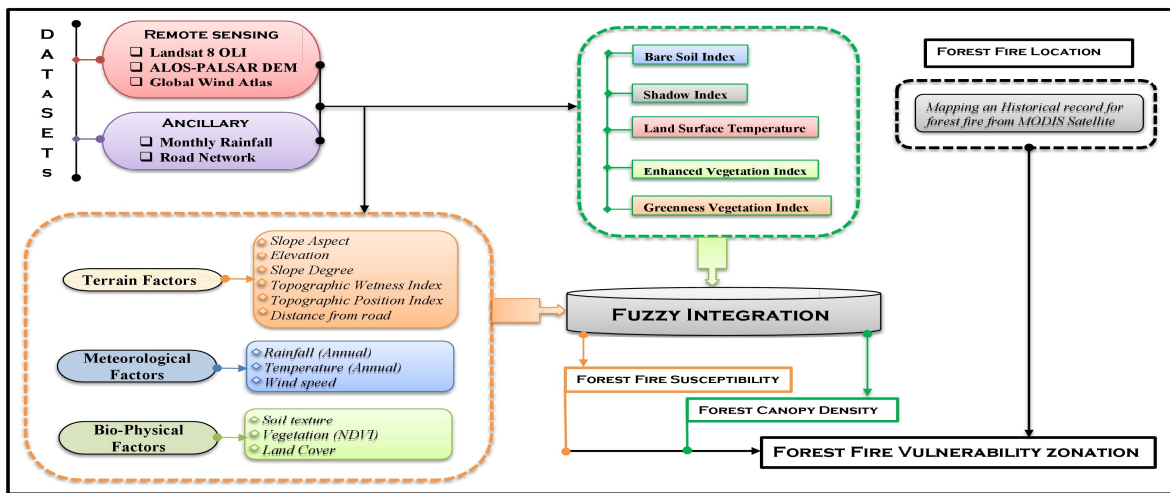 DATASETS
REMOTE SENSING
Landsat 8 OLI
ALOS-PALSAR DEM
Global Wind Atlas
ANCILLARY
Monthly Rainfall
Road Network
Bare Soil Index
Shadow Index
Land Surface Temperature
Enhanced Vegetation Index
Greenness Vegetation Index
FOREST FIRE LOCATION
Mapping an Historical record for
forest fire from MODIS Satellite
Terrain Factors
Slope Aspect
Elevation
Slope Degree
Topographic Wetness Index
Topographic Position Index
Distance from road
Meteorological
Factors
Rainfall (Annual)
Temperature (Annual)
Wind speed
Bio-Physical
Factors
Soil texture
Vegetation (NDVI)
Land Cover
FUZZY INTEGRATION
FOREST FIRE SUSCEPTIBILITY
FOREST CANOPY DENSITY
FOREST FIRE VULNERABILITY ZONATION